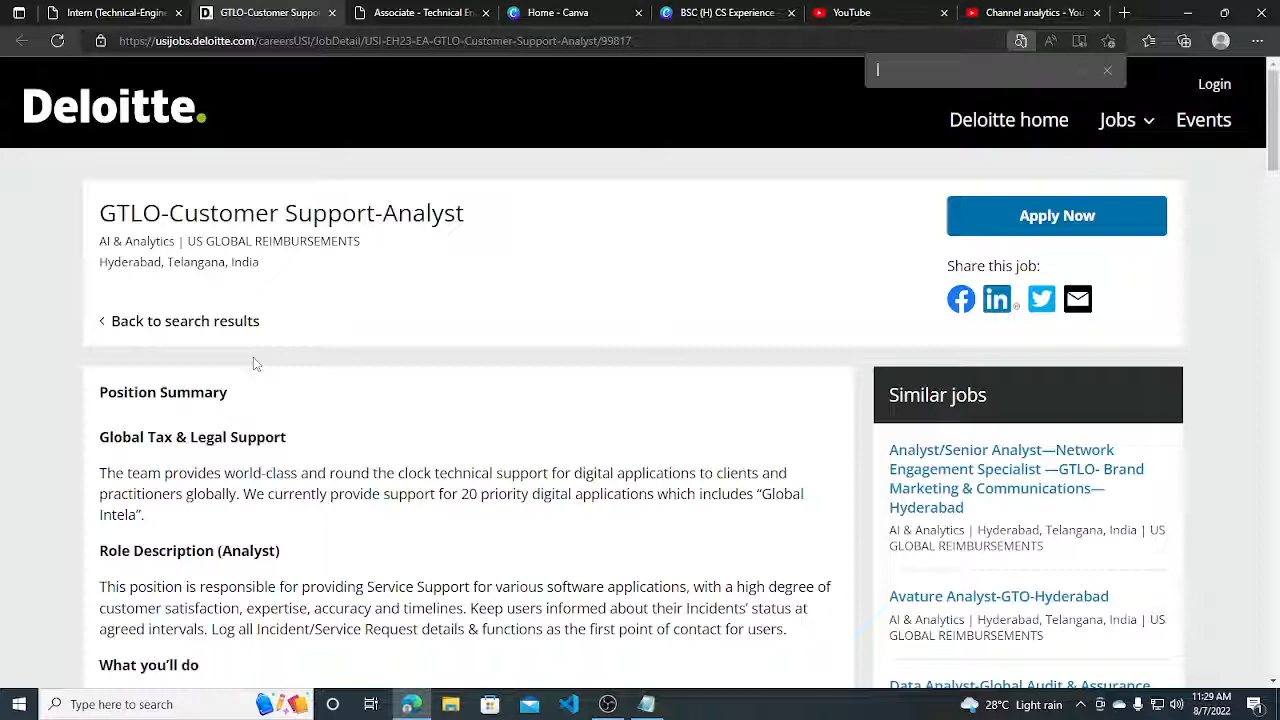 Intern (Technical-Engine
GTLO-Customer Suppor
Associate - Technical En
Home - Canva
BSC (H) CS Experience –
YouTube
Channel analytics - You
https://usijobs.deloitte.com/careersUSI/JobDetail/USI-EH23-EA-GTLO-Customer-Support-Analyst/99817
Login
Deloitte.
Deloitte home
Jobs
Events
GTLO-Customer Support-Analyst
AI & Analytics | US GLOBAL REIMBURSEMENTS
Hyderabad, Telangana, India
Apply Now
Share this job:
Back to search results
Position Summary
Global Tax & Legal Support
The team provides world-class and round the clock technical support for digital applications to clients and
practitioners globally. We currently provide support for 20 priority digital applications which includes “Global
Intela”.
Role Description (Analyst)
This position is responsible for providing Service Support for various software applications, with a high degree of
customer satisfaction, expertise, accuracy and timelines. Keep users informed about their Incidents’ status at
agreed intervals. Log all Incident/Service Request details & functions as the first point of contact for users.
What you’ll do
Similar jobs
Analyst/Senior Analyst—Network
Engagement Specialist —GTLO- Brand
Marketing & Communications—
Hyderabad
AI & Analytics | Hyderabad, Telangana, India | US
GLOBAL REIMBURSEMENTS
Avature Analyst-GTO-Hyderabad
AI & Analytics | Hyderabad, Telangana, India | US
GLOBAL REIMBURSEMENTS
Data Analyst-Global Audit & Assurance
Type here to search
28°C Light rain
11:29 AM
8/7/2022